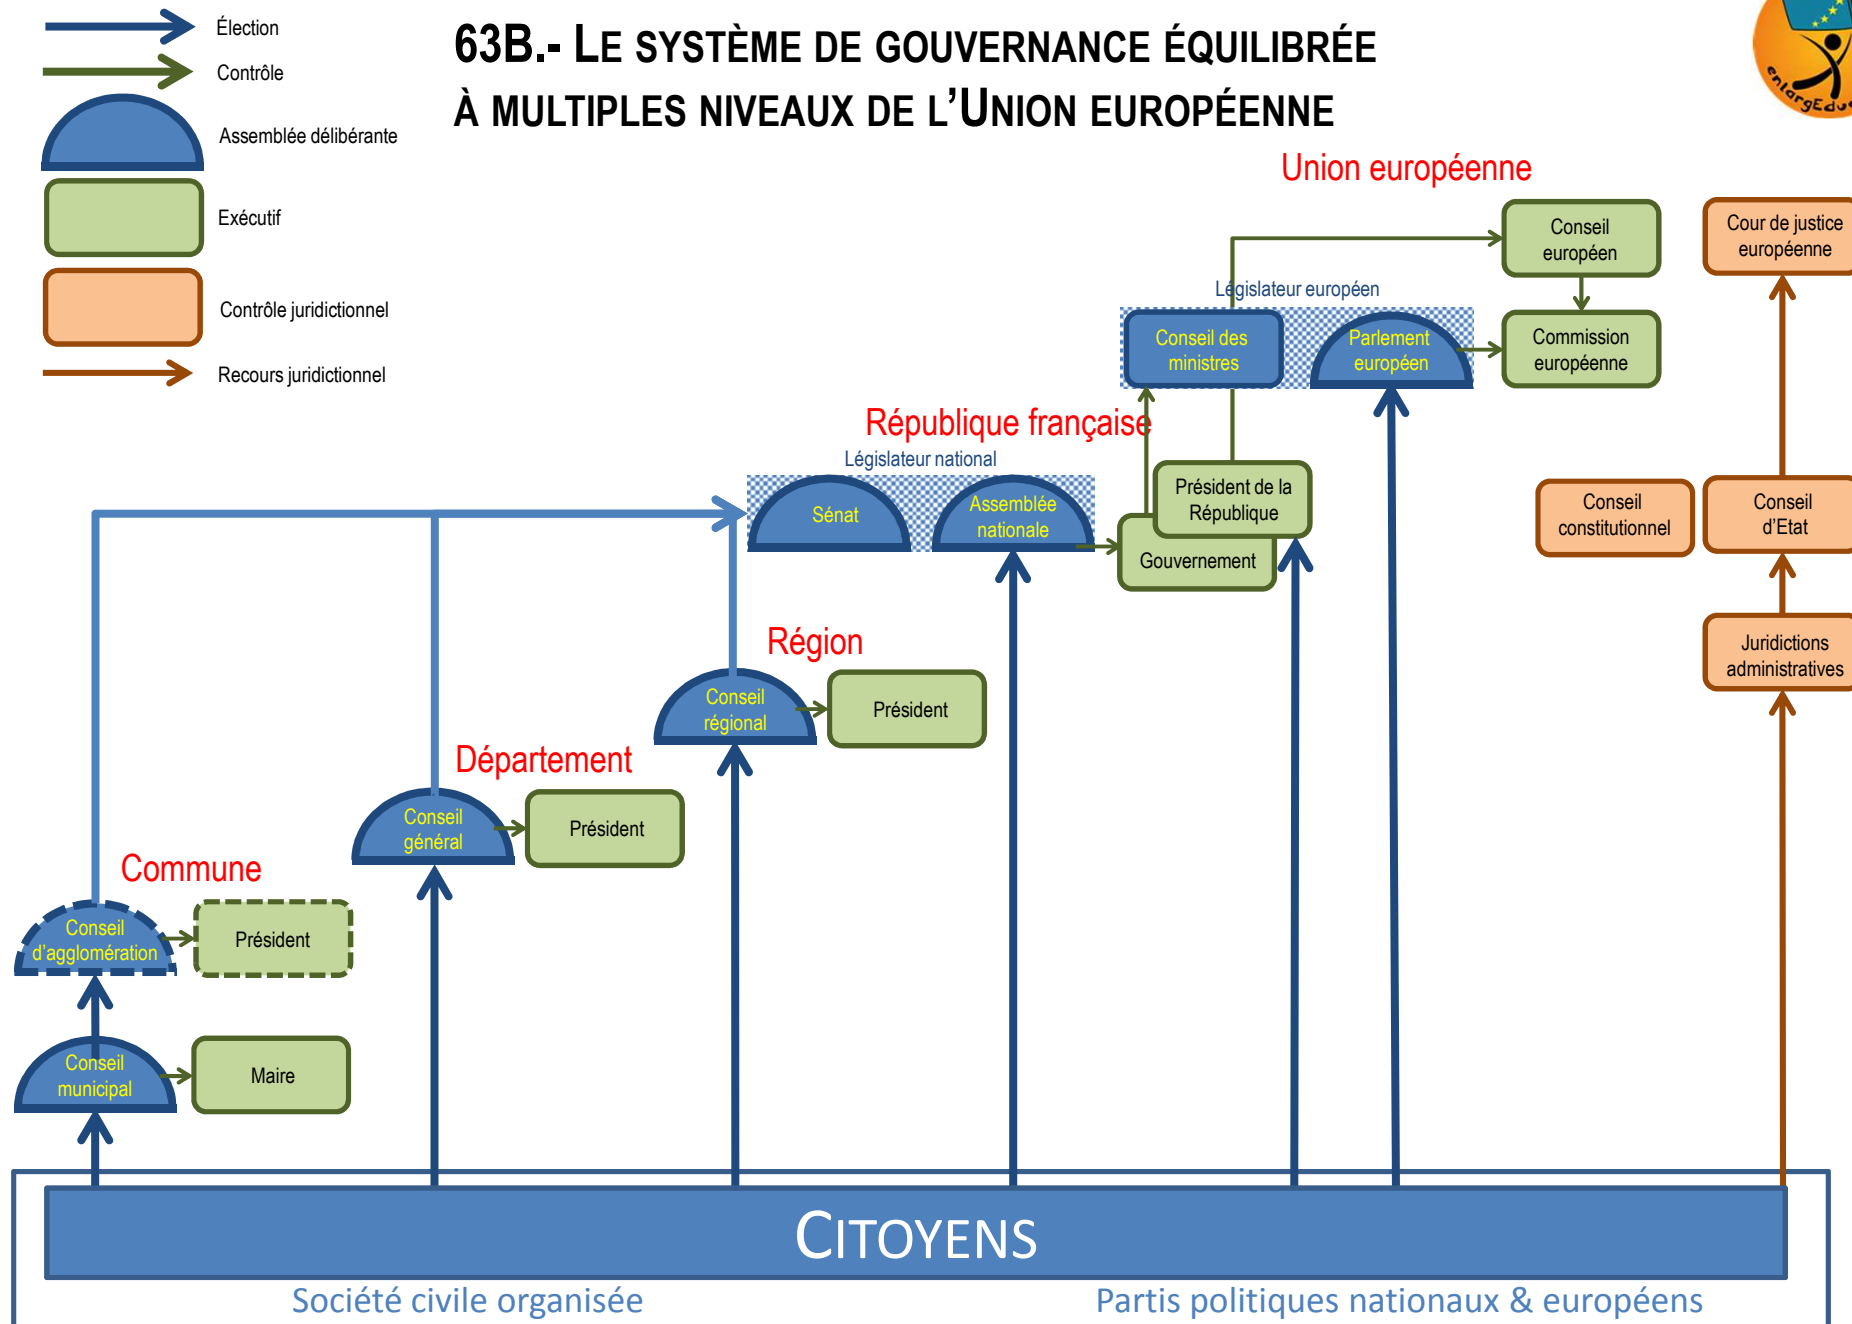 63B.- Le système de gouvernance équilibrée
à multiples niveaux de l’Union européenne
Élection
Contrôle
Assemblée délibérante
Exécutif
Contrôle juridictionnel
Recours juridictionnel
Union européenne
Conseil
européen
Cour de justice
européenne
Législateur européen
Conseil des
ministres
Parlement
européen
Commission
européenne
République française
Législateur national
Sénat
Assemblée
nationale
Président de la
République
Gouvernement
Conseil
constitutionnel
Conseil
d’Etat
Juridictions
administratives
Région
Conseil
régional
Président
Département
Conseil
général
Président
Commune
Conseil
d’agglomération
Président
Conseil
municipal
Maire
Citoyens
Société civile organisée
Partis politiques nationaux & européens